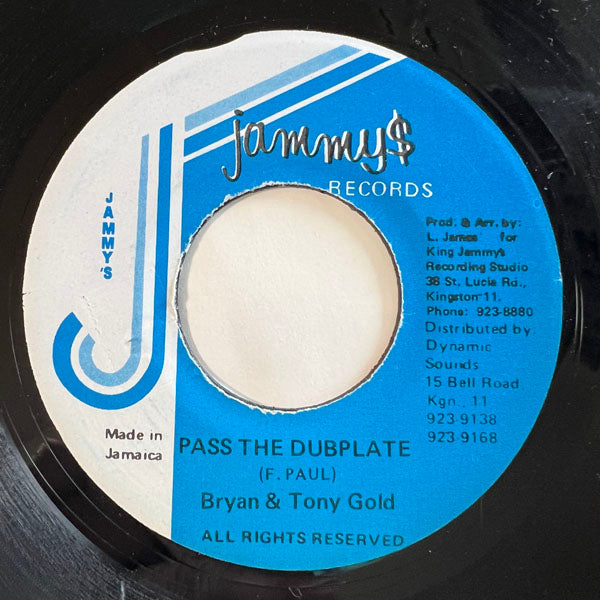 jammy$
RECORDS
JAMMY'S
Prod. & Arr. by:
L. James for
King Jammy's
Recording Studio
38 St. Lucia Rd.,
Kingston 11.
Phone: 923-8880
Distributed by:
Dynamic
Sounds
15 Bell Road
Kgn., 11
923-9138
923-9168
Made in
Jamaica
PASS THE DUBPLATE
(F. PAUL)
Bryan & Tony Gold
ALL RIGHTS RESERVED